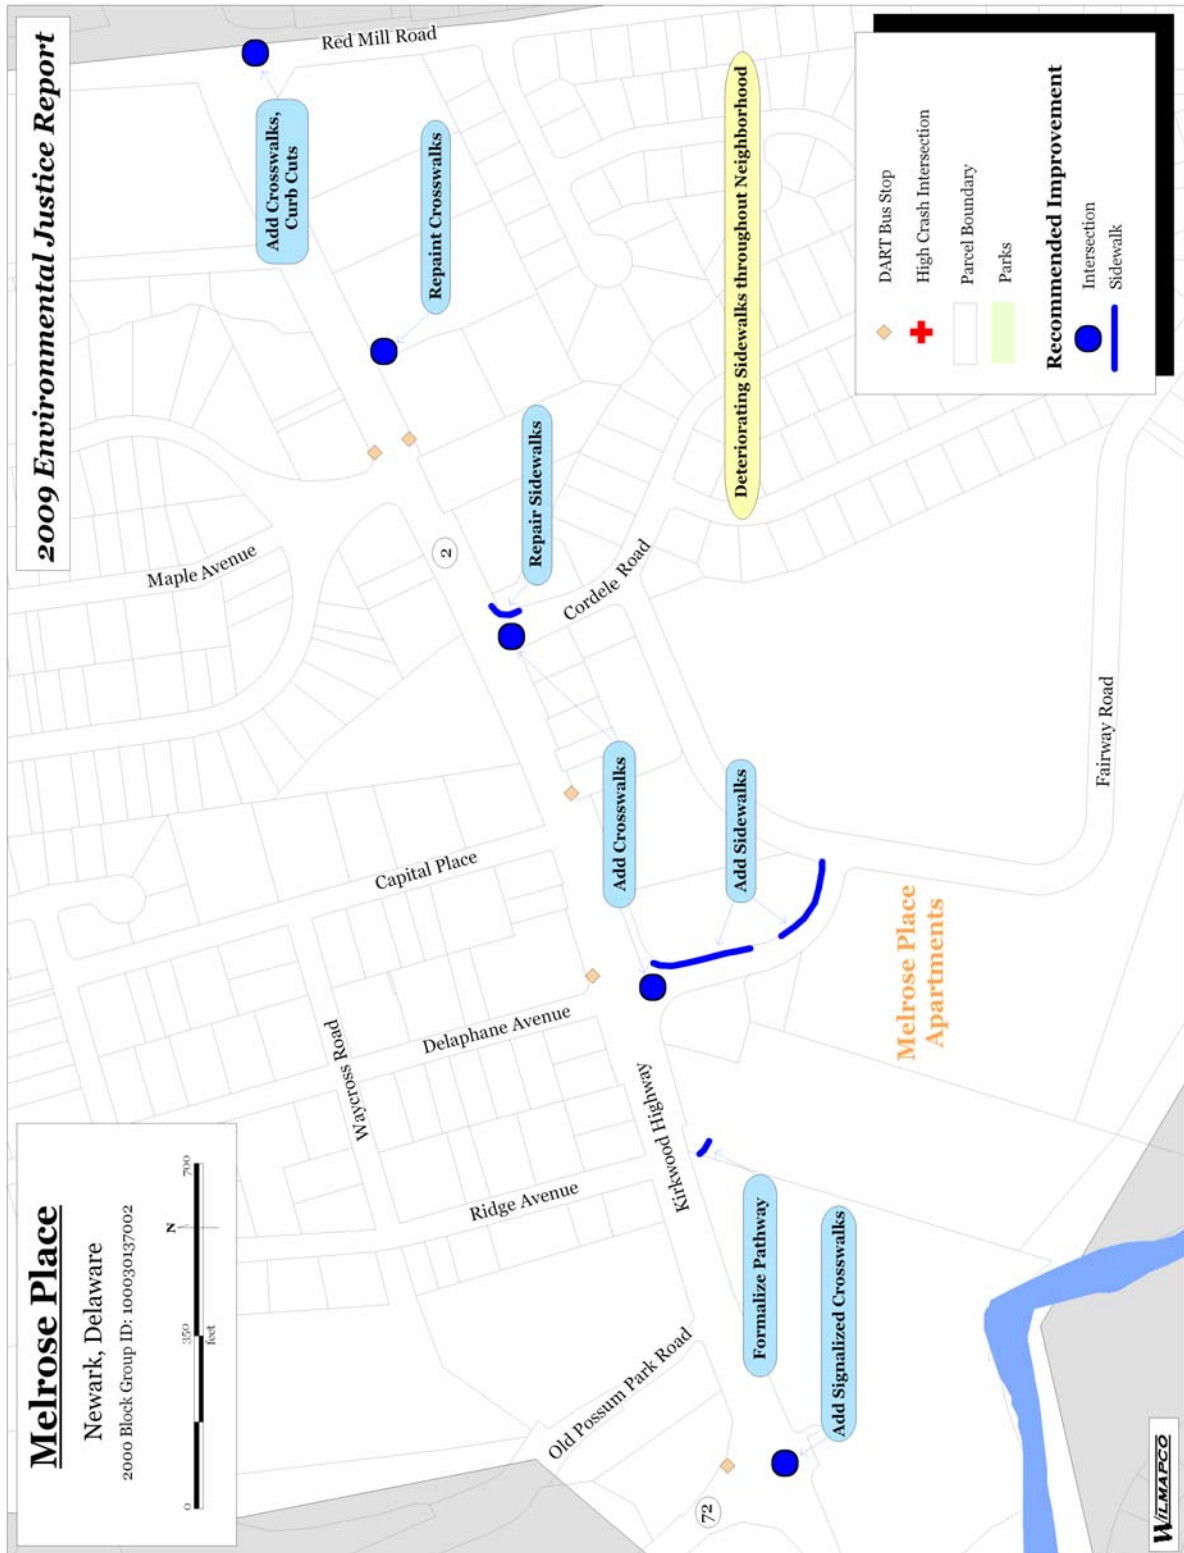 2009 Environmental Justice Report
Melrose Place
Newark, Delaware
2000 Block Group ID: 100030137002
0
350
700
feet
N
Red Mill Road
Add Crosswalks,
Curb Cuts
Repaint Crosswalks
Maple Avenue
2
Repair Sidewalks
Cordele Road
Deteriorating Sidewalks throughout Neighborhood
Capital Place
Waycross Road
Delaphane Avenue
Ridge Avenue
Kirkwood Highway
Add Crosswalks
Add Sidewalks
Fairway Road
Melrose Place
Apartments
Old Possum Park Road
Formalize Pathway
Add Signalized Crosswalks
72
DART Bus Stop
High Crash Intersection
Parcel Boundary
Parks
Recommended Improvement
Intersection
Sidewalk
WILMAPCO